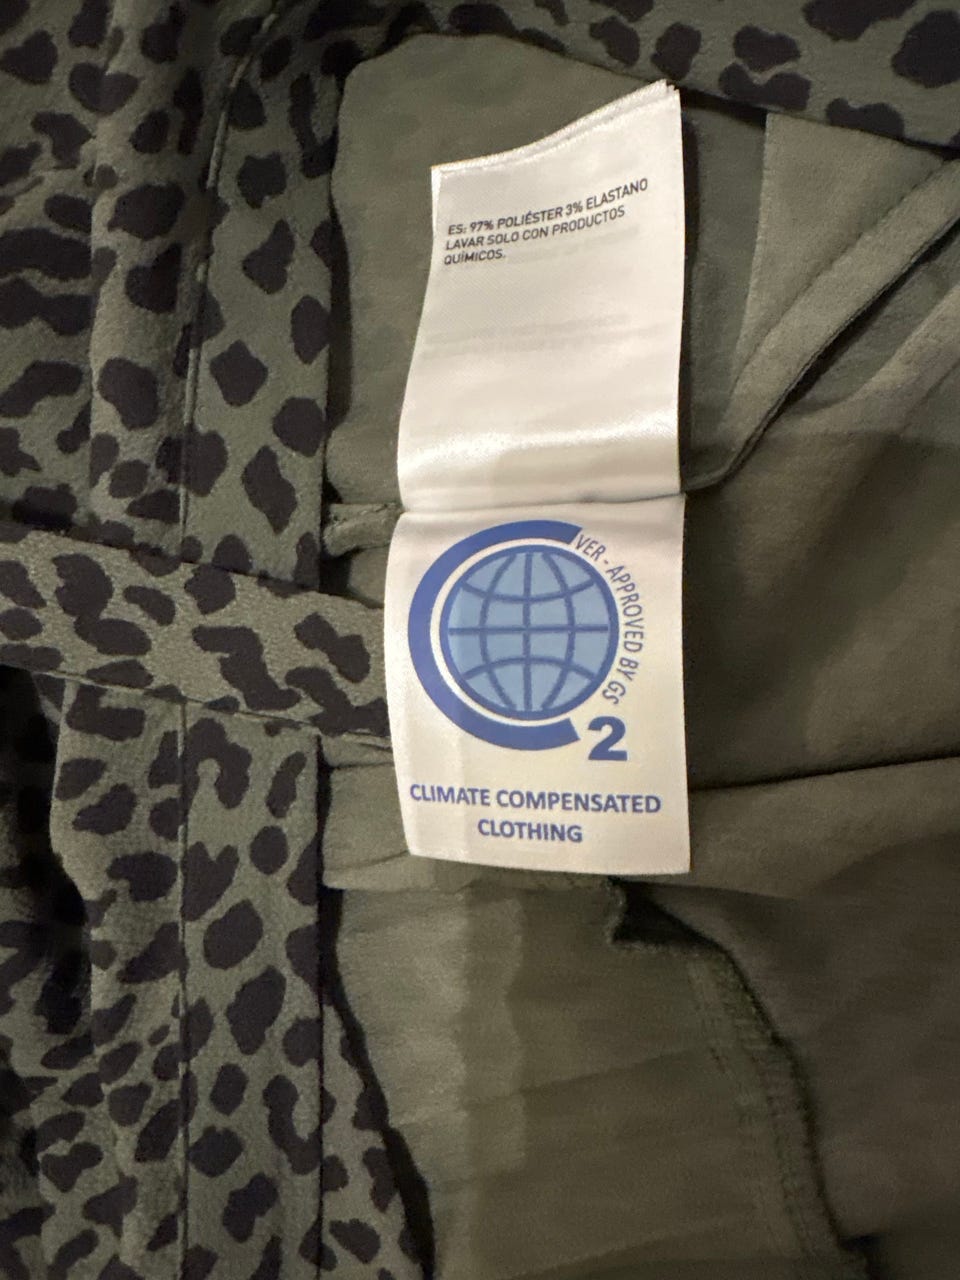 ES: 97% POLIÉSTER 3% ELASTANO
LAVAR SOLO CON PRODUCTOS
QUÍMICOS.
VER - APPROVED BY GS
2
CLIMATE COMPENSATED
CLOTHING